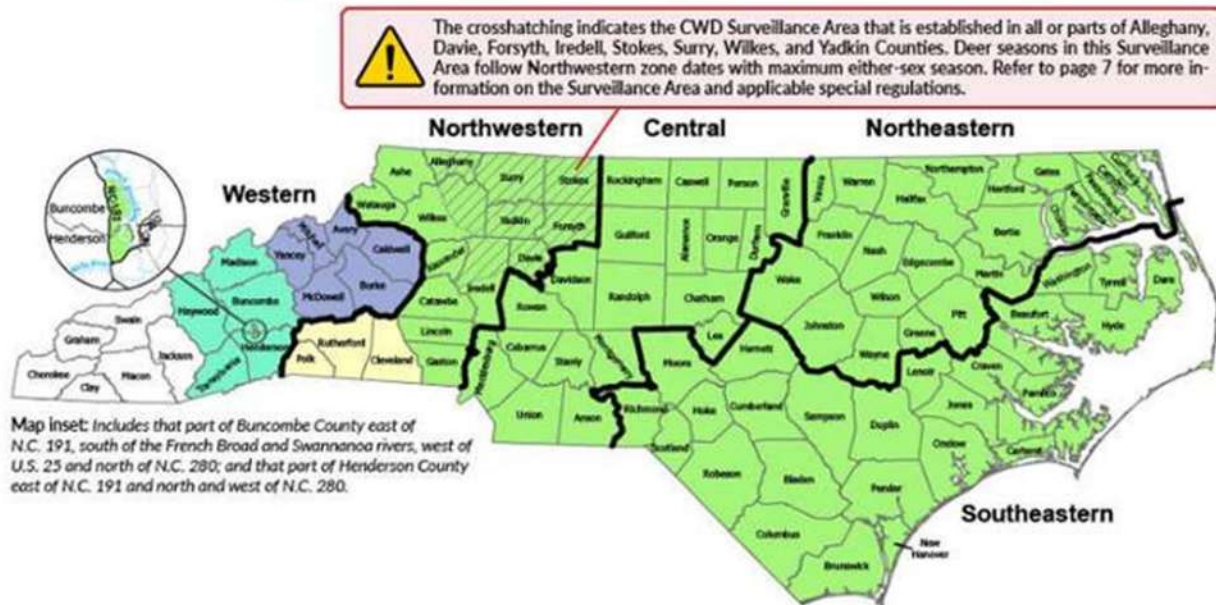 The crosshatching indicates the CWD Surveillance Area that is established in all or parts of Alleghany,
Davie, Forsyth, Iredell, Stokes, Surry, Wilkes, and Yadkin Counties. Deer seasons in this Surveillance
Area follow Northwestern zone dates with maximum either-sex season. Refer to page 7 for more in-
formation on the Surveillance Area and applicable special regulations.
Northwestern
Central
Northeastern
Western
Southeastern
Buncombe
Henderson
NC 191
Ashe
Alleghany
Surry
Stokes
Rockingham
Caswell
Person
Granville
Vance
Warren
Northampton
Gates
Hertford
Halifax
Watauga
Wilkes
Yadkin
Forsyth
Guilford
Alamance
Orange
Durham
Franklin
Nash
Edgecombe
Bertie
Martin
Washington
Tyrrell
Dare
Avery
Mitchell
Yancey
Caldwell
Alexander
Iredell
Davie
Davidson
Randolph
Chatham
Wake
Wilson
Pitt
Beaufort
Hyde
Madison
Buncombe
Haywood
McDowell
Burke
Catawba
Rowan
Lincoln
Johnston
Greene
Wayne
Lenoir
Craven
Pamlico
Swain
Graham
Jackson
Cherokee
Macon
Clay
Transylvania
Henderson
Polk
Rutherford
Cleveland
Gaston
Mecklenburg
Cabarrus
Stanly
Montgomery
Moore
Lee
Harnett
Union
Anson
Richmond
Scotland
Hoke
Cumberland
Sampson
Duplin
Jones
Onslow
Carteret
Robeson
Bladen
Pender
Columbus
Brunswick
New
Hanover
Map inset: Includes that part of Buncombe County east of
N.C. 191, south of the French Broad and Swannanoa rivers, west of
U.S. 25 and north of N.C. 280; and that part of Henderson County
east of N.C. 191 and north and west of N.C. 280.